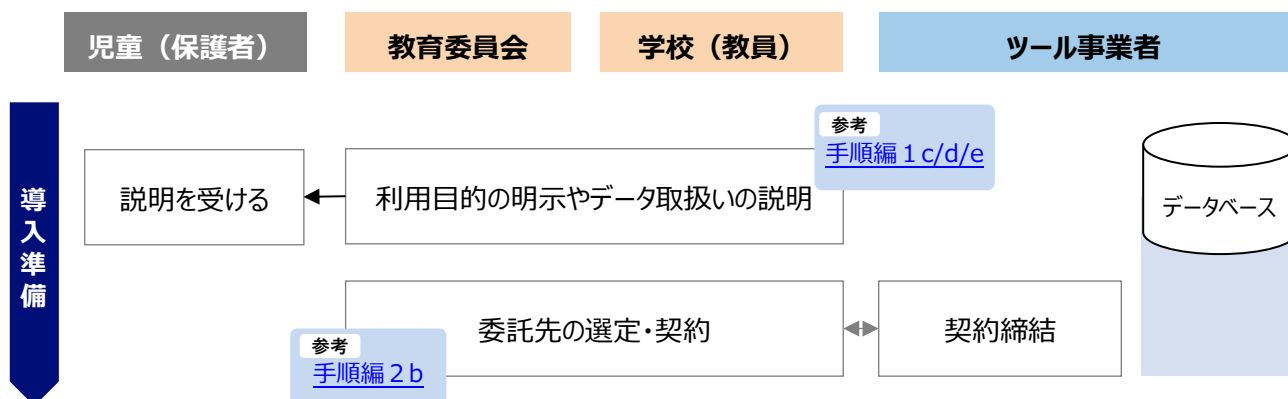 児童（保護者）
教育委員会
学校（教員）
ツール事業者
導入準備
参考
手順編１c/d/e
説明を受ける
利用目的の明示やデータ取扱いの説明
データベース
委託先の選定・契約
契約締結
参考
手順編２b